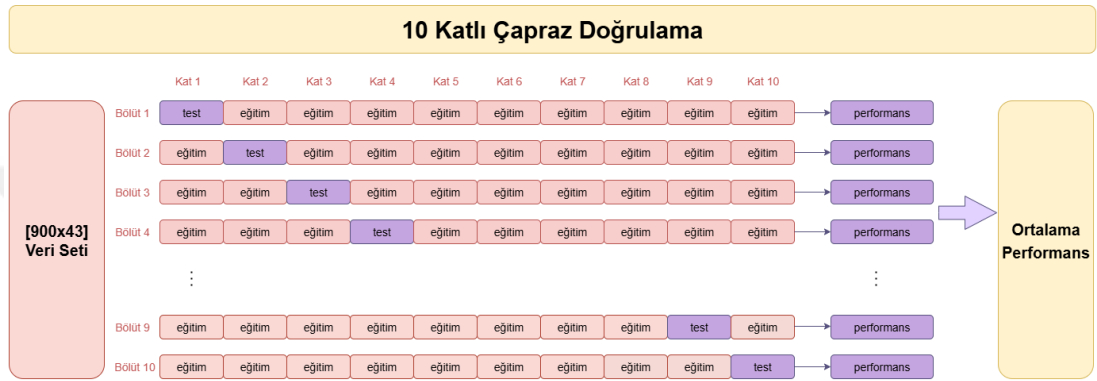 10 Katlı Çapraz Doğrulama
Kat 1 Kat 2 Kat 3 Kat 4 Kat 5 Kat 6 Kat 7 Kat 8 Kat 9 Kat 10
Bölüt 1 test eğitim eğitim eğitim eğitim eğitim eğitim eğitim eğitim eğitim performans
Bölüt 2 eğitim test eğitim eğitim eğitim eğitim eğitim eğitim eğitim eğitim performans
Bölüt 3 eğitim eğitim test eğitim eğitim eğitim eğitim eğitim eğitim eğitim performans
Bölüt 4 eğitim eğitim eğitim test eğitim eğitim eğitim eğitim eğitim eğitim performans
[900x43]
Veri Seti
Ortalama
Performans
⋮ ⋮
Bölüt 9 eğitim eğitim eğitim eğitim eğitim eğitim eğitim eğitim test eğitim performans
Bölüt 10 eğitim eğitim eğitim eğitim eğitim eğitim eğitim eğitim eğitim test performans